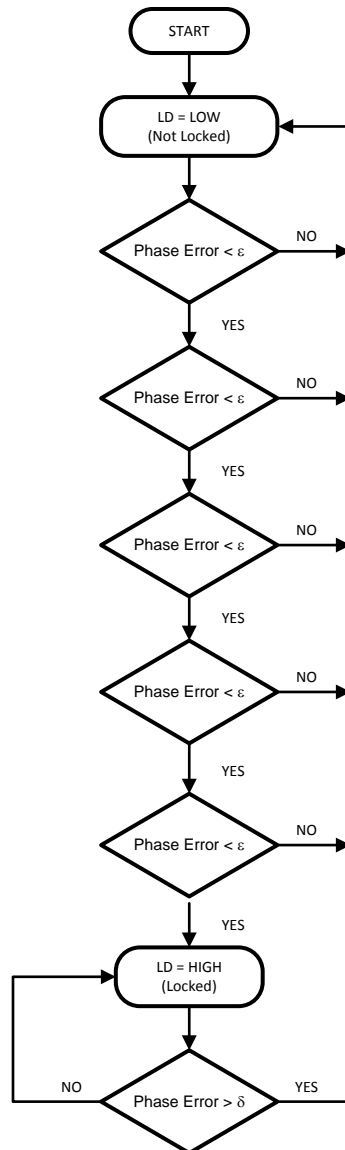 START
LD = LOW
(Not Locked)
Phase Error < ε
NO
YES
Phase Error < ε
NO
YES
Phase Error < ε
NO
YES
Phase Error < ε
NO
YES
Phase Error < ε
NO
YES
LD = HIGH
(Locked)
NO
Phase Error > δ
YES